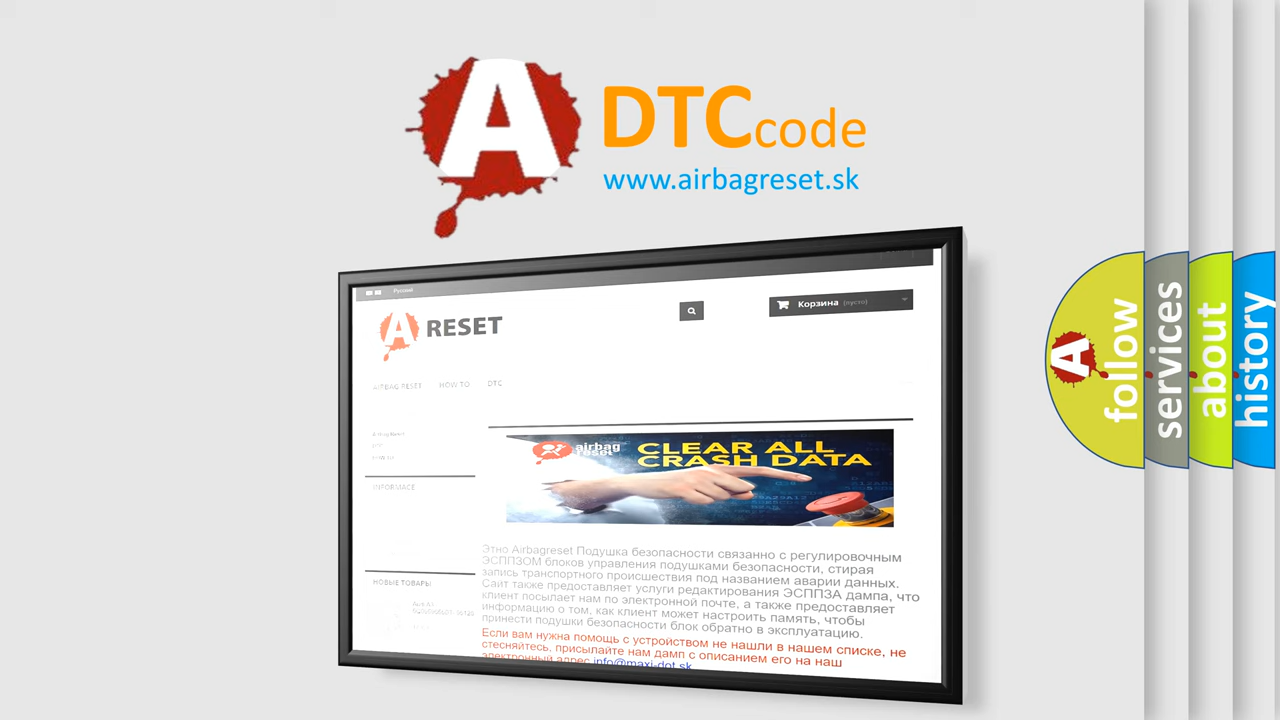 A DTCcode
www.airbagreset.sk
Русский
A RESET
Корзина (пусто)
AIRBAG RESET HOW TO DTC
Airbag Reset
HOW TO
INFORMACE
airbag
reset
CLEAR ALL
CRASH DATA
НОВЫЕ ТОВАРЫ
Этно Airbagreset Подушка безопасности связанно с регулировочным
ЭСППЗОМ блоков управления подушками безопасности, стирая
запись транспортного происшествия под названием аварии данных.
Сайт также предоставляет услуги редактирования ЭСППЗА дампа, что
клиент посылает нам по электронной почте, а также предоставляет
информацию о том, как клиент может настроить память, чтобы
принести подушки безопасности блок обратно в эксплуатацию.
Если вам нужна помощь с устройством не нашли в нашем списке, не
стесняйтесь, присылайте нам дамп с описанием его на наш
электронный адрес info@maxi-dot.sk
A follow
services
about
history